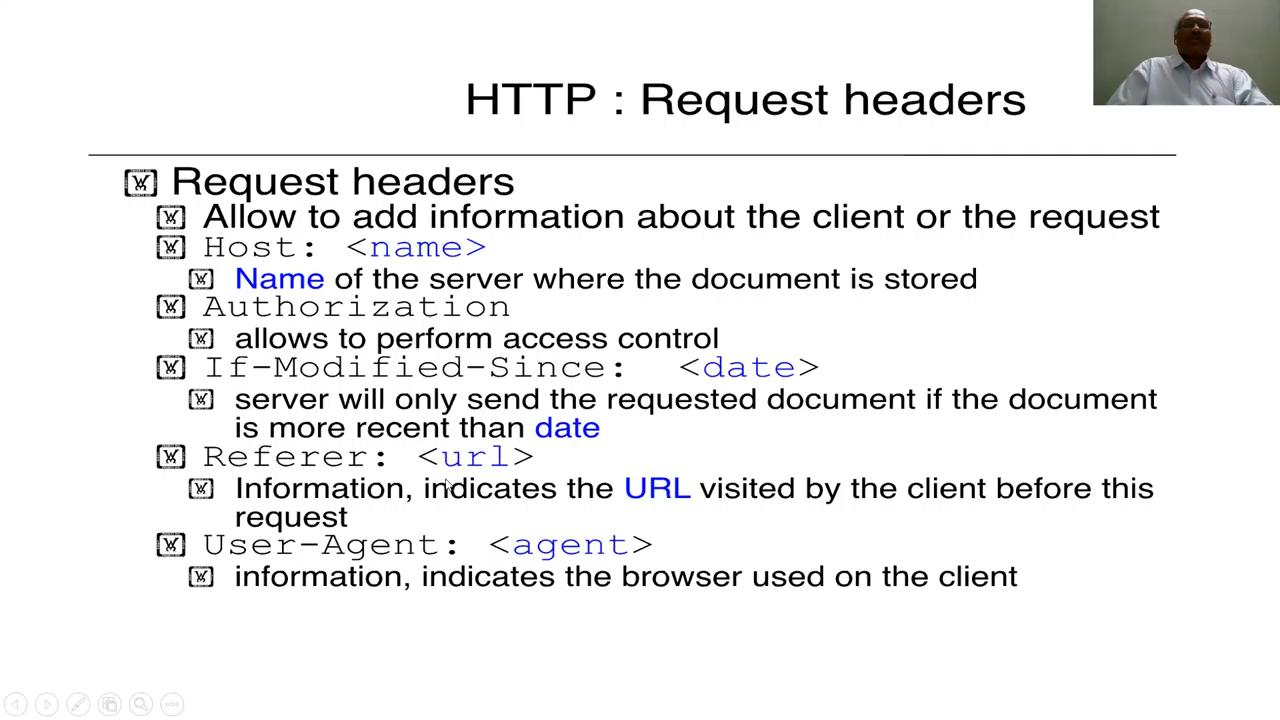 HTTP : Request headers
Request headers
Allow to add information about the client or the request
Host: <name>
Name of the server where the document is stored
Authorization
allows to perform access control
If-Modified-Since: <date>
server will only send the requested document if the document
is more recent than date
Referer: <url>
Information, indicates the URL visited by the client before this
request
User-Agent: <agent>
information, indicates the browser used on the client